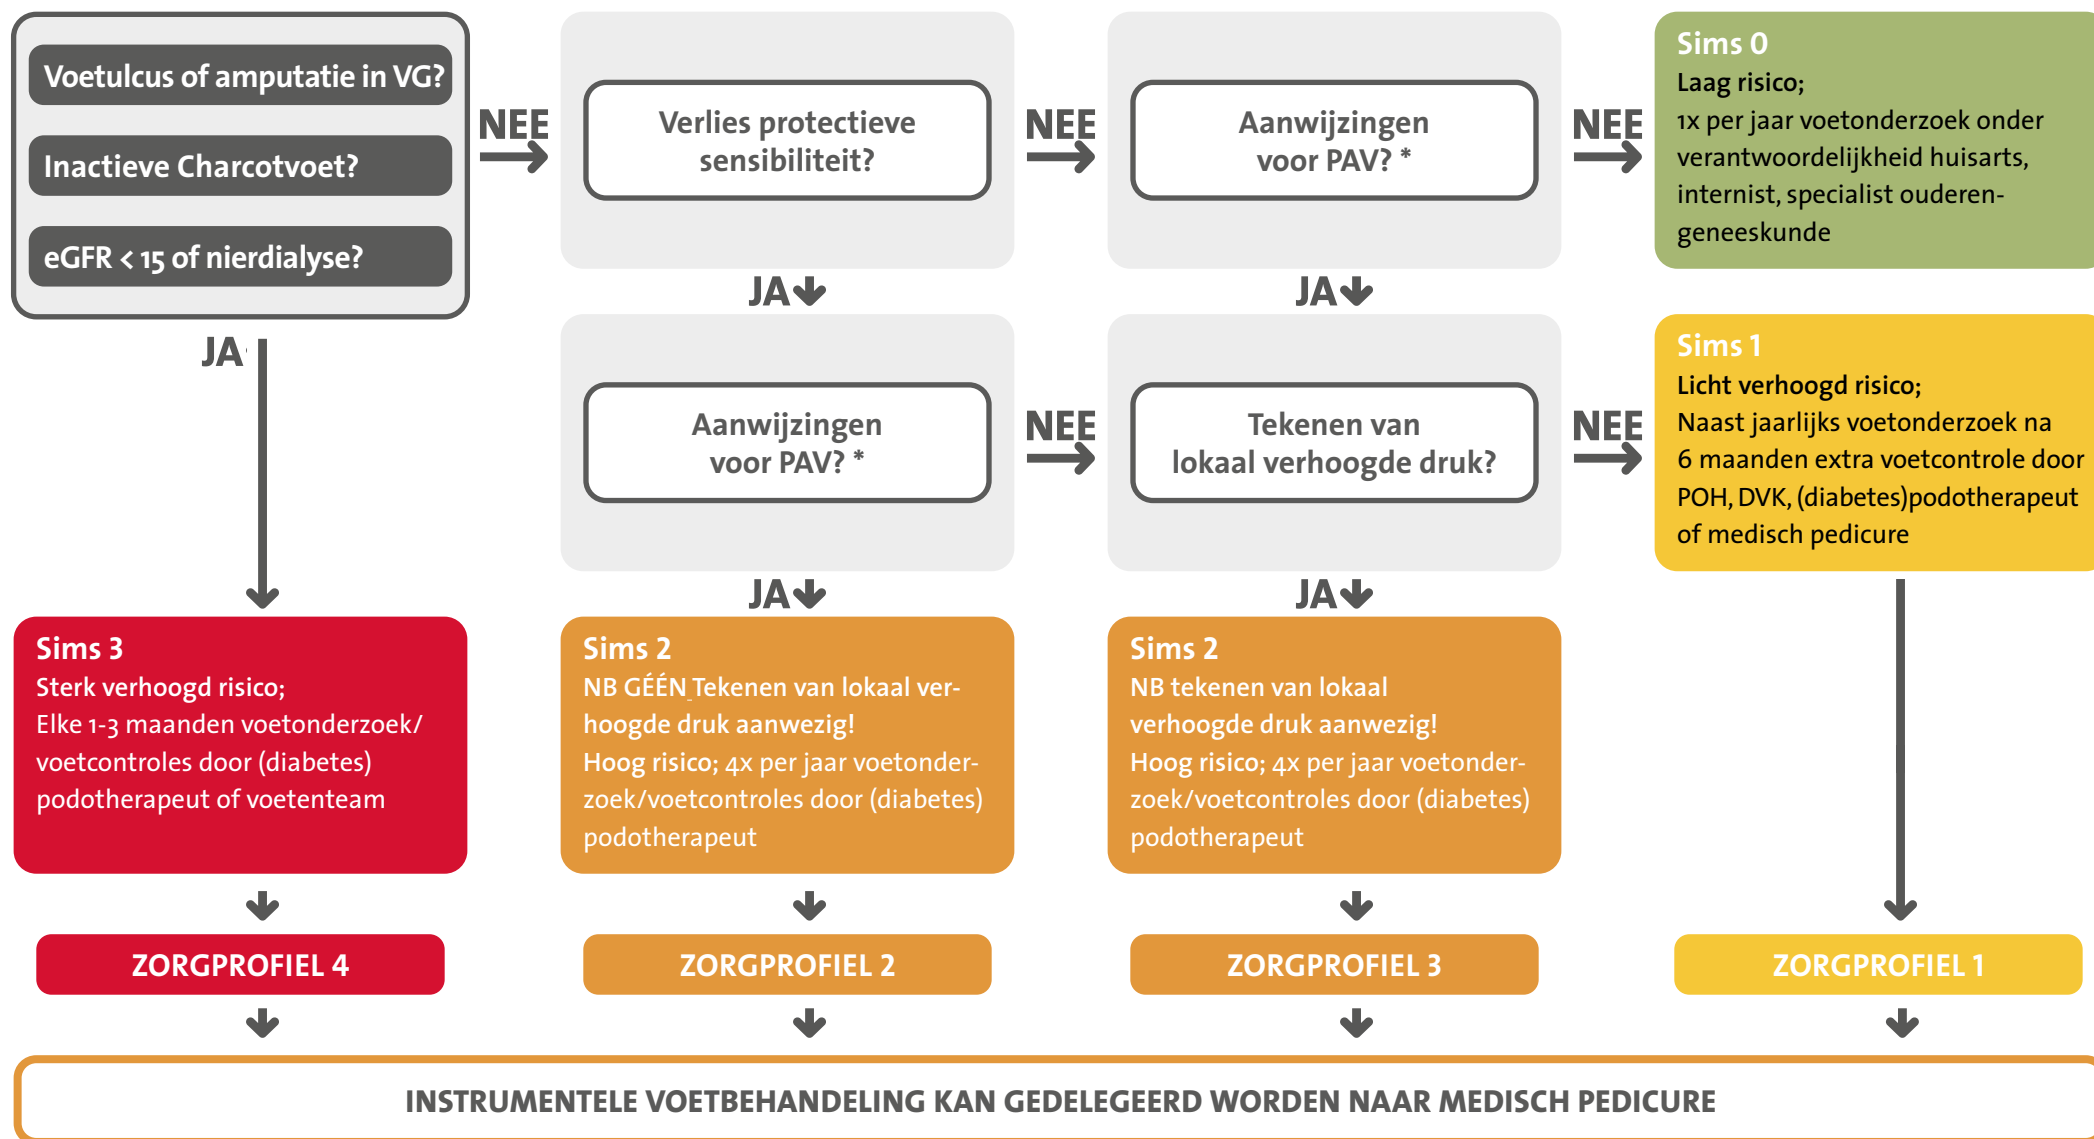 Voetulcus of amputatie in VG?
Inactieve Charcotvoet?
eGFR < 15 of nierdialyse?
NEE
Verlies protectieve
sensibiliteit?
NEE
Aanwijzingen
voor PAV? *
NEE
Sims 0
Laag risico;
1x per jaar voetonderzoek onder
verantwoordelijkheid huisarts,
internist, specialist ouderen-
geneeskunde
JA
JA
JA
Aanwijzingen
voor PAV? *
NEE
Tekenen van
lokaal verhoogde druk?
NEE
Sims 1
Licht verhoogd risico;
Naast jaarlijks voetonderzoek na
6 maanden extra voetcontrole door
POH, DVK, (diabetes)podotherapeut
of medisch pedicure
JA
JA
Sims 3
Sterk verhoogd risico;
Elke 1-3 maanden voetonderzoek/
voetcontroles door (diabetes)
podotherapeut of voetenteam
Sims 2
NB GÉÉN Tekenen van lokaal ver-
hoogde druk aanwezig!
Hoog risico; 4x per jaar voetonder-
zoek/voetcontroles door (diabetes)
podotherapeut
Sims 2
NB tekenen van lokaal
verhoogde druk aanwezig!
Hoog risico; 4x per jaar voetonder-
zoek/voetcontroles door (diabetes)
podotherapeut
ZORGPROFIEL 4
ZORGPROFIEL 2
ZORGPROFIEL 3
ZORGPROFIEL 1
INSTRUMENTELE VOETBEHANDELING KAN GEDELEGEERD WORDEN NAAR MEDISCH PEDICURE